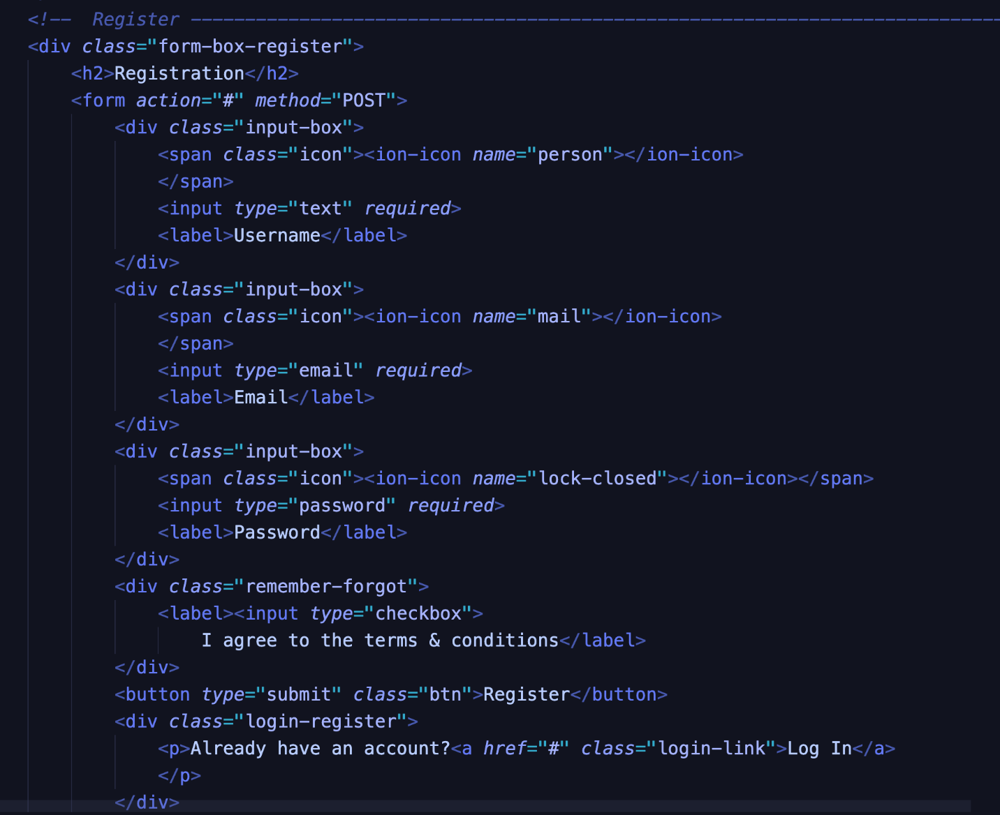 <!--  Register -------------------------------------------------------------------------
<div class="form-box-register">
    <h2>Registration</h2>
    <form action="#" method="POST">
        <div class="input-box">
            <span class="icon"><ion-icon name="person"></ion-icon>
            </span>
            <input type="text" required>
            <label>Username</label>
        </div>
        <div class="input-box">
            <span class="icon"><ion-icon name="mail"></ion-icon>
            </span>
            <input type="email" required>
            <label>Email</label>
        </div>
        <div class="input-box">
            <span class="icon"><ion-icon name="lock-closed"></ion-icon></span>
            <input type="password" required>
            <label>Password</label>
        </div>
        <div class="remember-forgot">
            <label><input type="checkbox">
                I agree to the terms & conditions</label>
        </div>
        <button type="submit" class="btn">Register</button>
        <div class="login-register">
            <p>Already have an account?<a href="#" class="login-link">Log In</a>
            </p>
        </div>